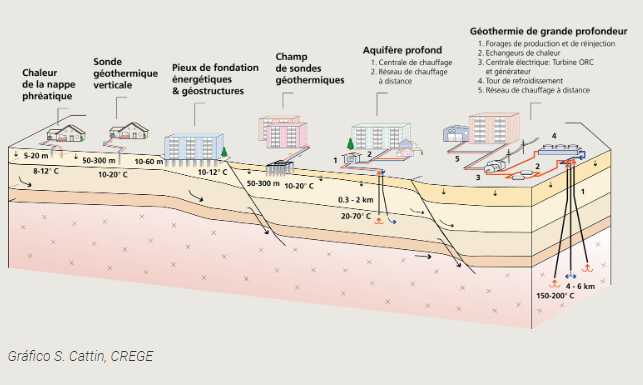 Géothermie de grande profondeur
1. Forages de production et de réinjection
2. Echangeurs de chaleur
3. Centrale électrique: Turbine ORC
et générateur
4. Tour de refroidissement
5. Réseau de chauffage à distance
Aquifère profond
1. Centrale de chauffage
2. Réseau de chauffage
à distance
Champ
de sondes
géothermiques
Pieux de fondation
énergétiques
& géostructures
Sonde
géothermique
verticale
Chaleur
de la nappe
phréatique
5-20 m
8-12° C
50-300 m
10-20° C
10-60 m
10-12° C
50-300 m
10-20° C
1
2
0.3 - 2 km
20-70° C
5
3
4
2
1
4 - 6 km
150-200° C
Gráfico S. Cattin, CREGE